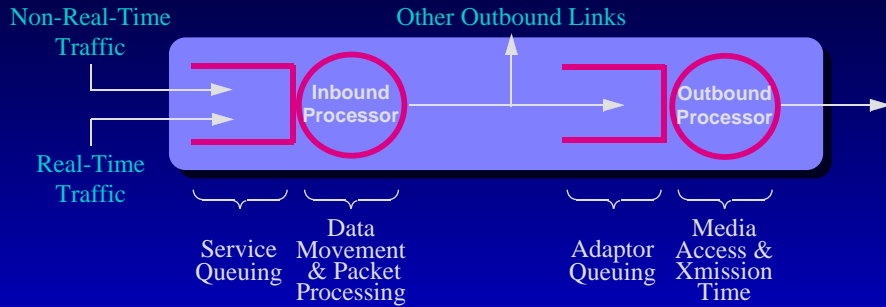 Non-Real-Time
Traffic
Other Outbound Links
Inbound
Processor
Outbound
Processor
Real-Time
Traffic
Service
Queuing
Data
Movement
& Packet
Processing
Adaptor
Queuing
Media
Access &
Xmission
Time